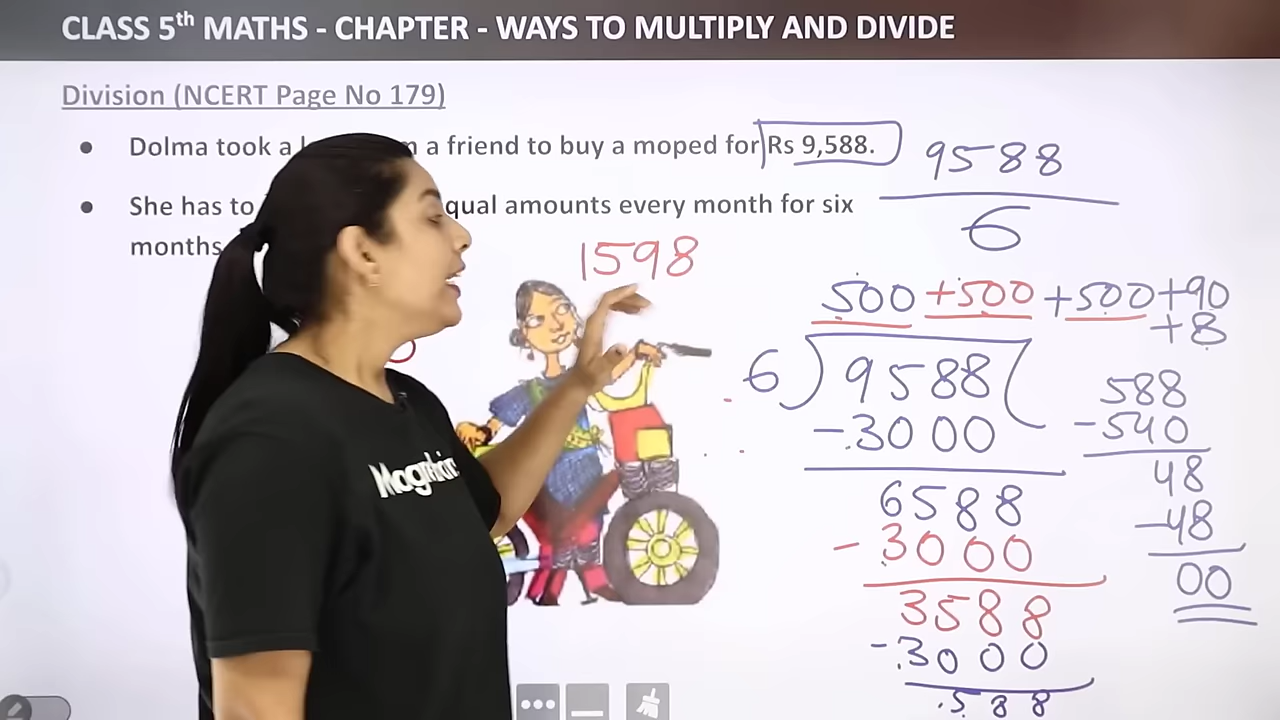 CLASS 5th MATHS - CHAPTER - WAYS TO MULTIPLY AND DIVIDE
Division (NCERT Page No 179)
Dolma took a a friend to buy a moped for Rs 9,588.
She has to equal amounts every month for six
months
1598
9588
6
500 +500 +500 +90
+8
6 ) 9588 (
-3000
6588
-3000
3588
-3000
588
588
-540
48
-48
00